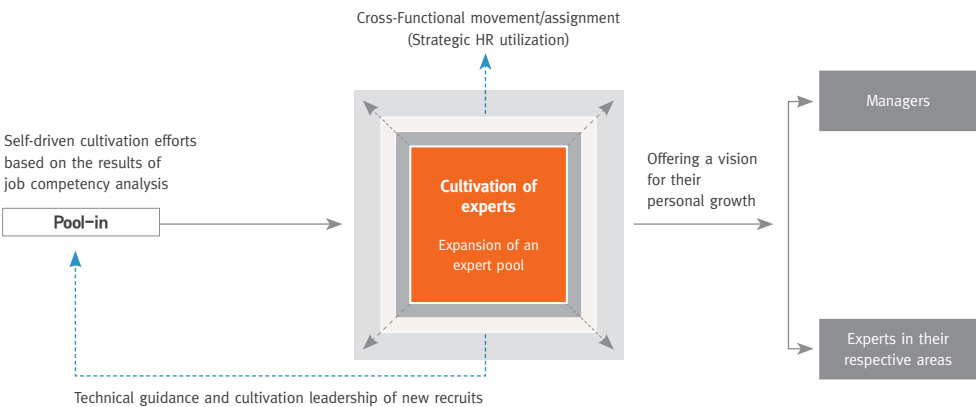 Cross-Functional movement/assignment
(Strategic HR utilization)
Self-driven cultivation efforts
based on the results of
job competency analysis
Pool-in
Cultivation of
experts
Expansion of an
expert pool
Offering a vision
for their
personal growth
Managers
Experts in their
respective areas
Technical guidance and cultivation leadership of new recruits